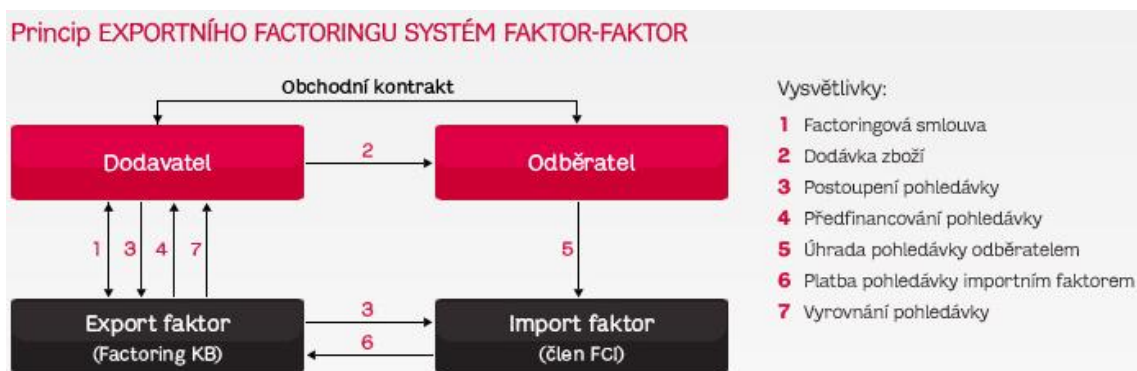 Princip EXPORTNÍHO FACTORINGU SYSTÉM FAKTOR-FAKTOR
Obchodní kontrakt
Dodavatel
2
Odběratel
1
3
4
7
5
Export faktor
(Factoring KB)
3
6
Import faktor
(člen FCI)
Vysvětlivky:
1 Factoringová smlouva
2 Dodávka zboží
3 Postoupení pohledávky
4 Předfinancování pohledávky
5 Úhrada pohledávky odběratelem
6 Platba pohledávky importním faktorem
7 Vyrovnání pohledávky